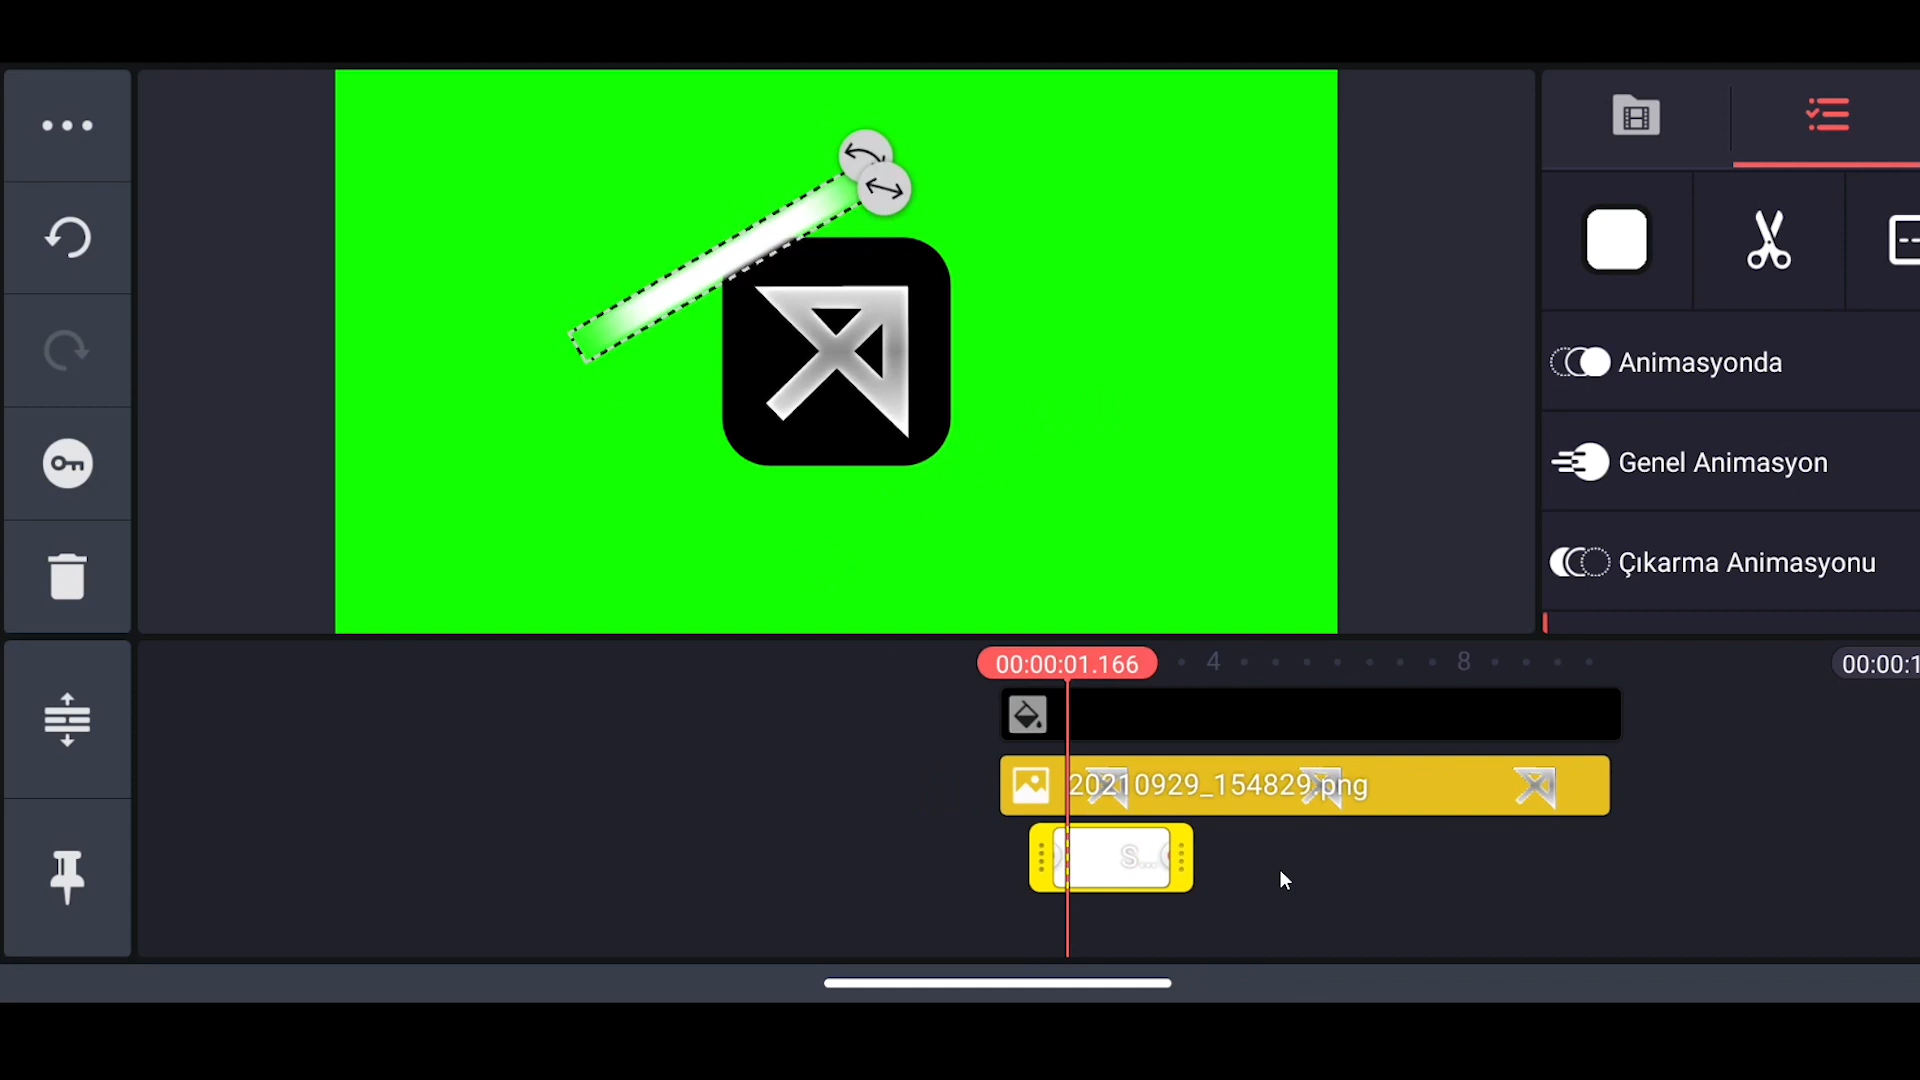 Animasyonda
Genel Animasyon
Çıkarma Animasyonu
00:00:01.166
4
8
00:00:1
20210929_154829.png
S...